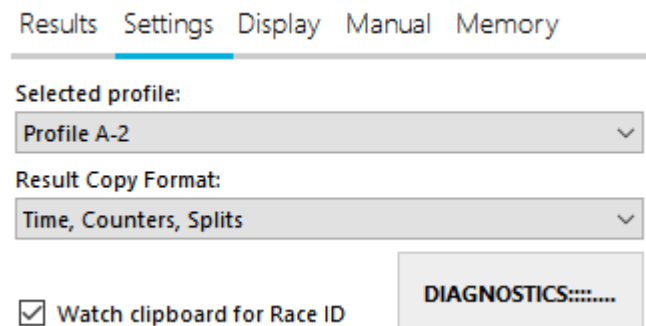 Results Settings Display Manual Memory
Selected profile:
Profile A-2
Result Copy Format:
Time, Counters, Splits
DIAGNOSTICS::::....
Watch clipboard for Race ID